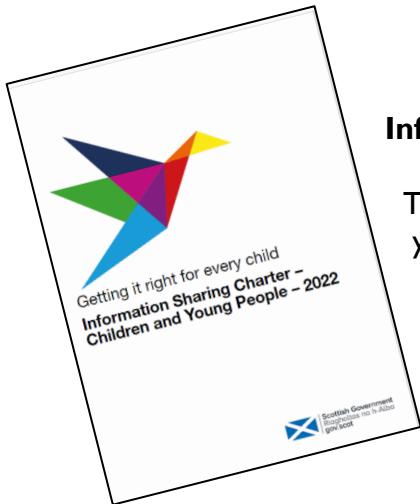 Getting it right for every child
Information Sharing Charter –
Children and Young People – 2022
Scottish Government
Riaghaltas na h-Alba
gov.scot
Inf
T
X